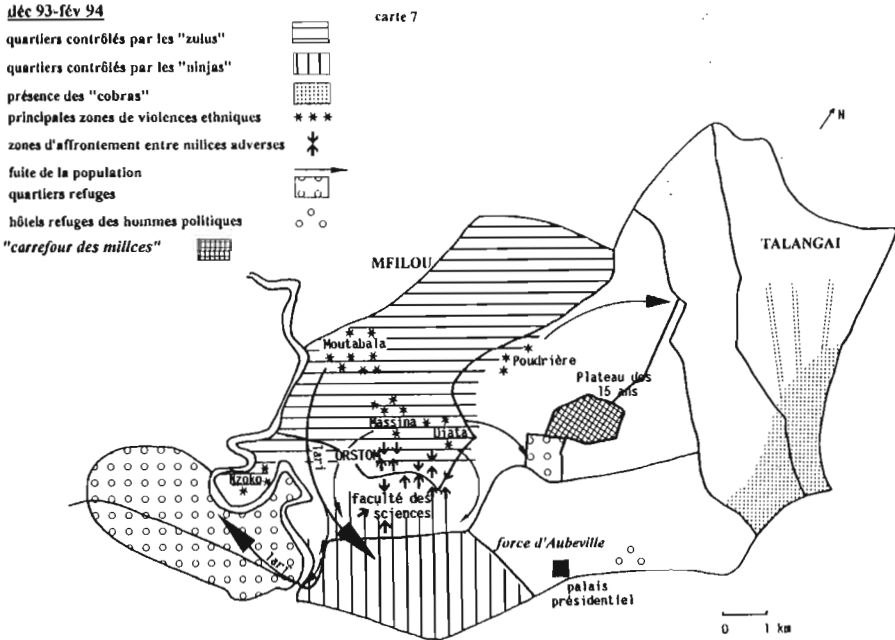 déc 93-fév 94
carte 7
quartiers contrôlés par les "zulus"
quartiers contrôlés par les "ninjas"
présence des "cobras"
principales zones de violences ethniques
zones d'affrontement entre milices adverses
fuite de la population
quartiers refuges
hôtels refuges des hommes politiques
"carrefour des milices"
N
TALANGAI
MFILOU
Moutabala
Poudrière
Plateau des
15 ans
Massina
Diata
lari
ORSTOM
Kzoko
faculté des
sciences
lari
force d'Aubeville
palais
présidentiel
0 1 km